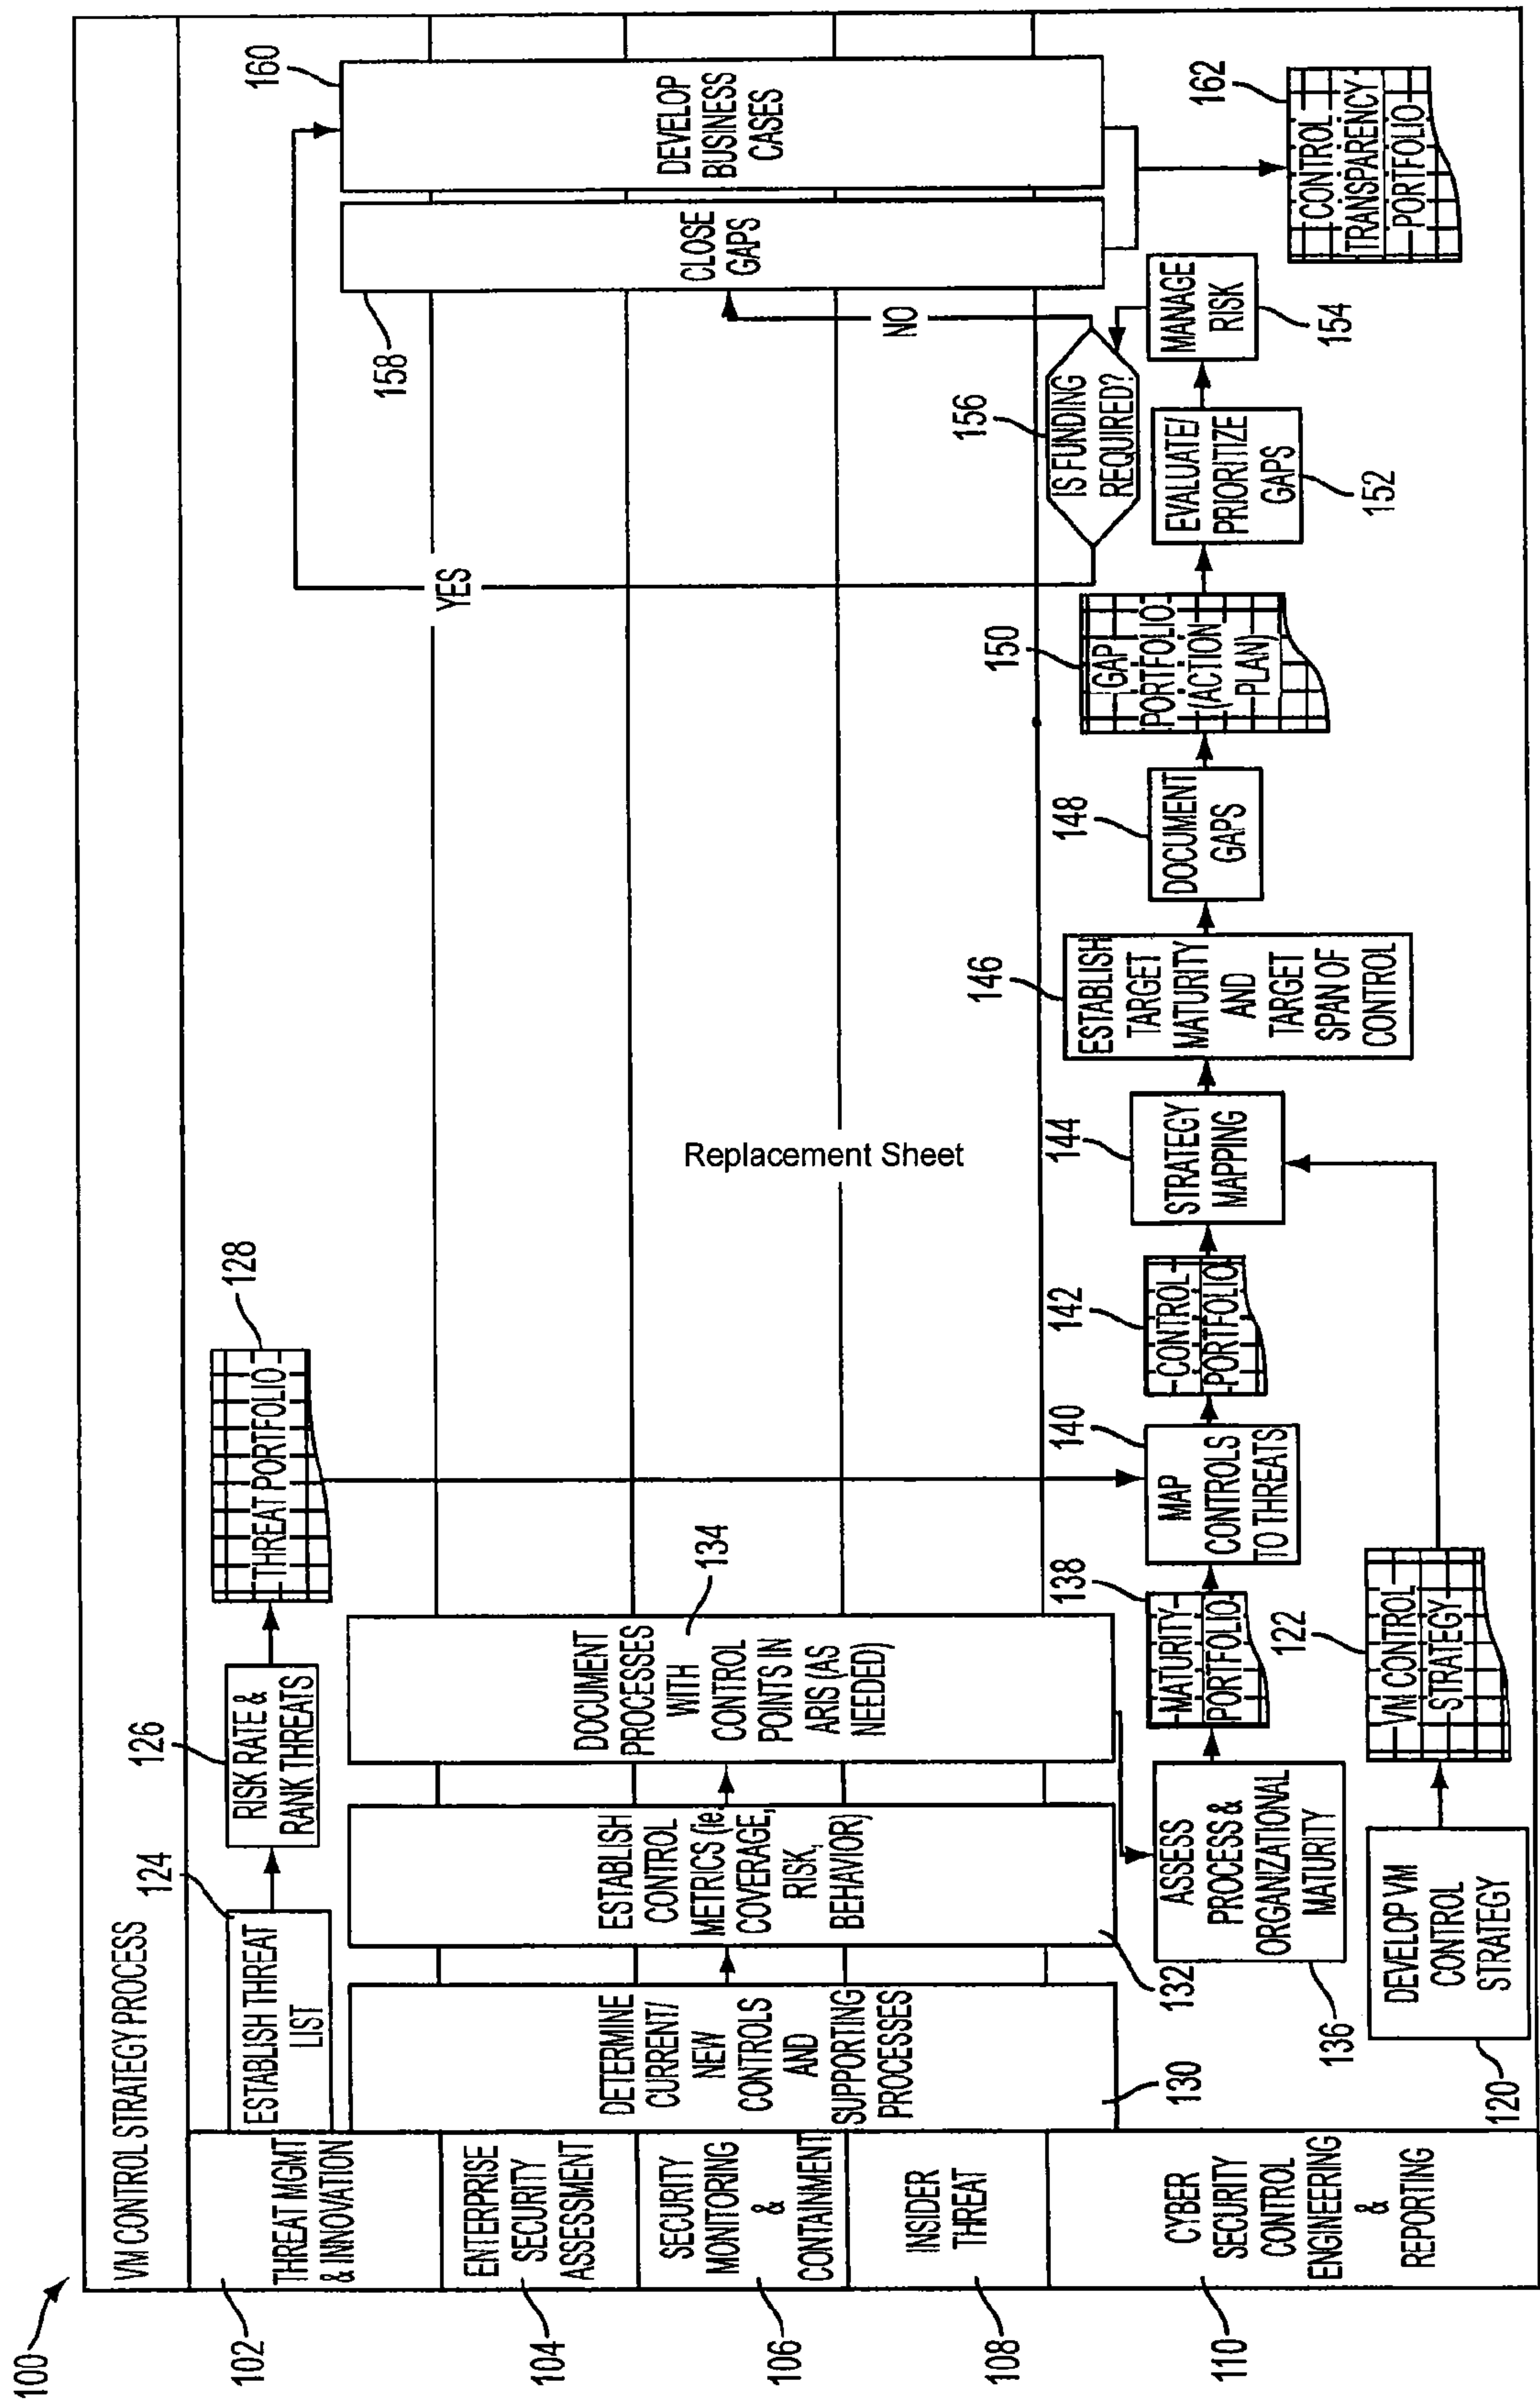 100
VM CONTROL STRATEGY PROCESS
102
THREAT MGMT
& INNOVATION
104
ENTERPRISE
SECURITY
ASSESSMENT
106
SECURITY
MONITORING
&
CONTAINMENT
108
INSIDER
THREAT
110
CYBER
SECURITY
CONTROL
ENGINEERING
&
REPORTING
124
ESTABLISH THREAT
LIST
126
RISK RATE &
RANK THREATS
128
THREAT PORTFOLIO
DETERMINE
CURRENT/
NEW
CONTROLS
AND
SUPPORTING
PROCESSES
130
ESTABLISH
CONTROL
METRICS (ie.
COVERAGE,
RISK,
BEHAVIOR)
132
DOCUMENT
PROCESSES
WITH
CONTROL
POINTS IN
ARIS (AS
NEEDED)
134
ASSESS
PROCESS &
ORGANIZATIONAL
MATURITY
136
138
MATURITY
PORTFOLIO
140
MAP
CONTROLS
TO THREATS
142
CONTROL
PORTFOLIO
144
STRATEGY
MAPPING
146
ESTABLISH
TARGET
MATURITY
AND
TARGET
SPAN OF
CONTROL
148
DOCUMENT
GAPS
150
GAP
PORTFOLIO
(ACTION
PLAN)
EVALUATE/
PRIORITIZE
GAPS
152
MANAGE
RISK
154
156
IS FUNDING
REQUIRED?
YES
NO
158
CLOSE
GAPS
160
DEVELOP
BUSINESS
CASES
162
CONTROL
TRANSPARENCY
PORTFOLIO
DEVELOP VM
CONTROL
STRATEGY
120
122
VM CONTROL
STRATEGY
Replacement Sheet